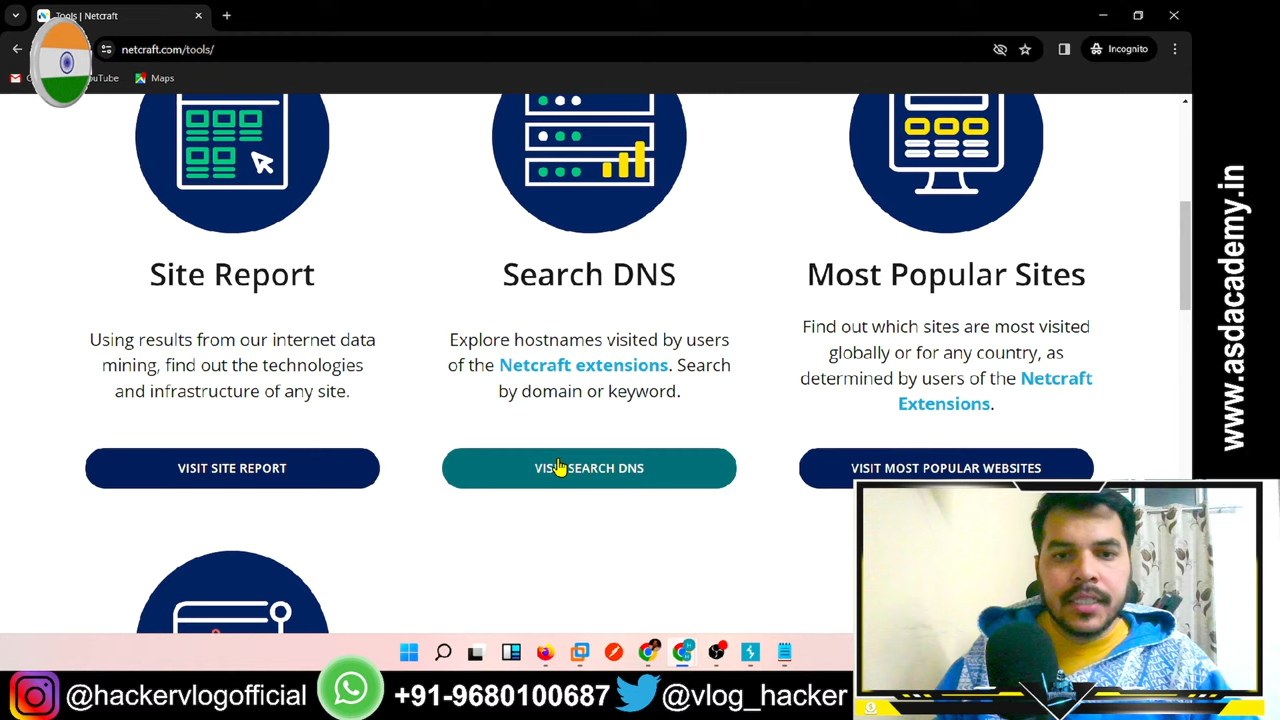 Tools | Netcraft
netcraft.com/tools/
Incognito
YouTube
Maps
Site Report
Using results from our internet data
mining, find out the technologies
and infrastructure of any site.
VISIT SITE REPORT
Search DNS
Explore hostnames visited by users
of the Netcraft extensions. Search
by domain or keyword.
VISIT SEARCH DNS
Most Popular Sites
Find out which sites are most visited
globally or for any country, as
determined by users of the Netcraft
Extensions.
VISIT MOST POPULAR WEBSITES
www.asdacademy.in
@hackervlogofficial
+91-9680100687
@vlog_hacker